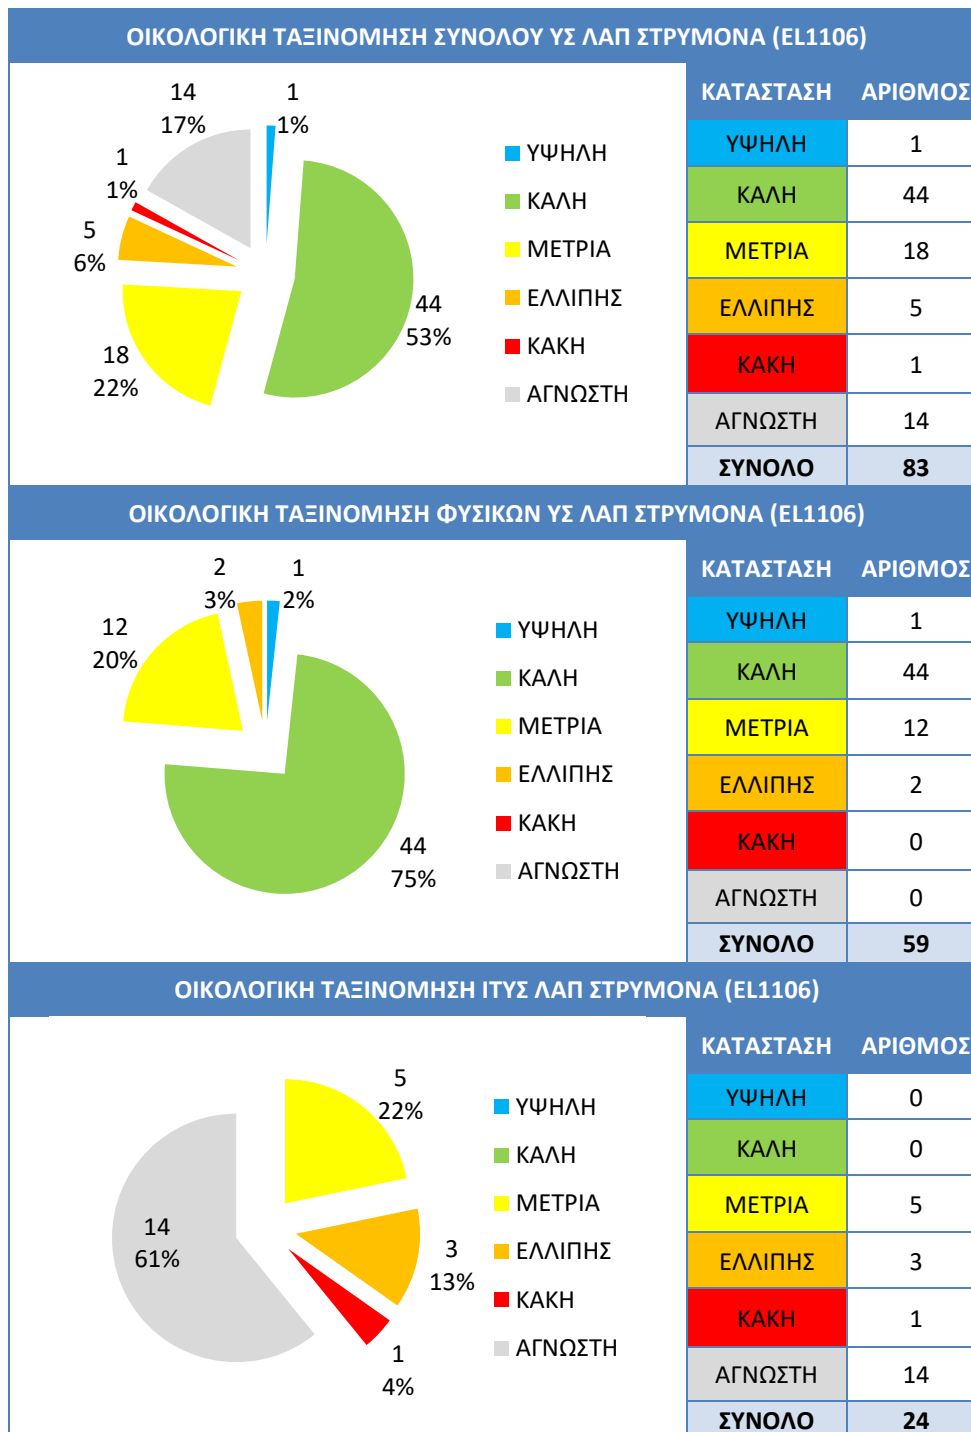 ΟΙΚΟΛΟΓΙΚΗ ΤΑΞΙΝΟΜΗΣΗ ΣΥΝΟΛΟΥ ΥΣ ΛΑΠ ΣΤΡΥΜΟΝΑ (EL1106)
14
17%
1
1%
1
1%
5
6%
18
22%
44
53%
ΥΨΗΛΗ
ΚΑΛΗ
ΜΕΤΡΙΑ
ΕΛΛΙΠΗΣ
ΚΑΚΗ
ΑΓΝΩΣΤΗ
ΚΑΤΑΣΤΑΣΗ ΑΡΙΘΜΟΣ
ΥΨΗΛΗ 1
ΚΑΛΗ 44
ΜΕΤΡΙΑ 18
ΕΛΛΙΠΗΣ 5
ΚΑΚΗ 1
ΑΓΝΩΣΤΗ 14
ΣΥΝΟΛΟ 83
ΟΙΚΟΛΟΓΙΚΗ ΤΑΞΙΝΟΜΗΣΗ ΦΥΣΙΚΩΝ ΥΣ ΛΑΠ ΣΤΡΥΜΟΝΑ (EL1106)
2
3%
1
2%
12
20%
44
75%
ΥΨΗΛΗ
ΚΑΛΗ
ΜΕΤΡΙΑ
ΕΛΛΙΠΗΣ
ΚΑΚΗ
ΑΓΝΩΣΤΗ
ΚΑΤΑΣΤΑΣΗ ΑΡΙΘΜΟΣ
ΥΨΗΛΗ 1
ΚΑΛΗ 44
ΜΕΤΡΙΑ 12
ΕΛΛΙΠΗΣ 2
ΚΑΚΗ 0
ΑΓΝΩΣΤΗ 0
ΣΥΝΟΛΟ 59
ΟΙΚΟΛΟΓΙΚΗ ΤΑΞΙΝΟΜΗΣΗ ΙΤΥΣ ΛΑΠ ΣΤΡΥΜΟΝΑ (EL1106)
5
22%
14
61%
3
13%
1
4%
ΥΨΗΛΗ
ΚΑΛΗ
ΜΕΤΡΙΑ
ΕΛΛΙΠΗΣ
ΚΑΚΗ
ΑΓΝΩΣΤΗ
ΚΑΤΑΣΤΑΣΗ ΑΡΙΘΜΟΣ
ΥΨΗΛΗ 0
ΚΑΛΗ 0
ΜΕΤΡΙΑ 5
ΕΛΛΙΠΗΣ 3
ΚΑΚΗ 1
ΑΓΝΩΣΤΗ 14
ΣΥΝΟΛΟ 24